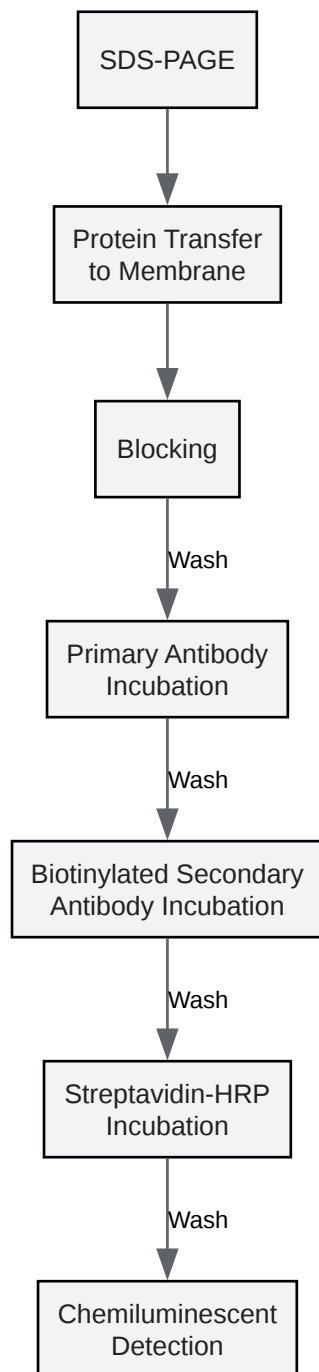 SDS-PAGE
Protein Transfer
to Membrane
Blocking
Wash
Primary Antibody
Incubation
Wash
Biotinylated Secondary
Antibody Incubation
Wash
Streptavidin-HRP
Incubation
Wash
Chemiluminescent
Detection